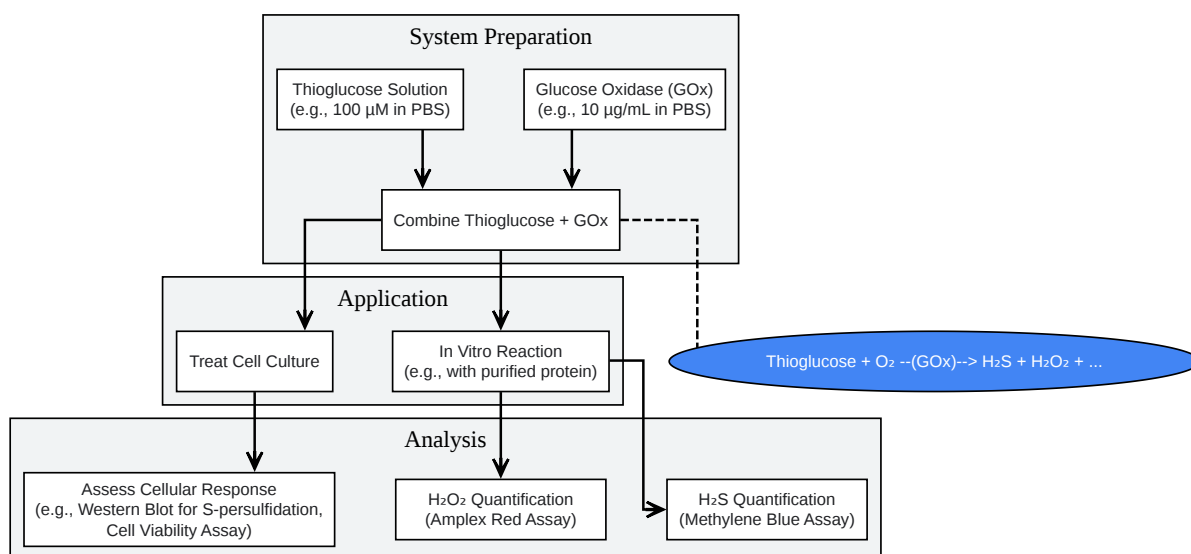 System Preparation
Thioglucose Solution
(e.g., 100 µM in PBS)
Glucose Oxidase (GOx)
(e.g., 10 µg/mL in PBS)
Combine Thioglucose + GOx
Application
Treat Cell Culture
In Vitro Reaction
(e.g., with purified protein)
Thioglucose + O₂ --(GOx)--> H₂S + H₂O₂ + ...
Analysis
Assess Cellular Response
(e.g., Western Blot for S-persulfidation,
Cell Viability Assay)
H₂O₂ Quantification
(Amplex Red Assay)
H₂S Quantification
(Methylene Blue Assay)